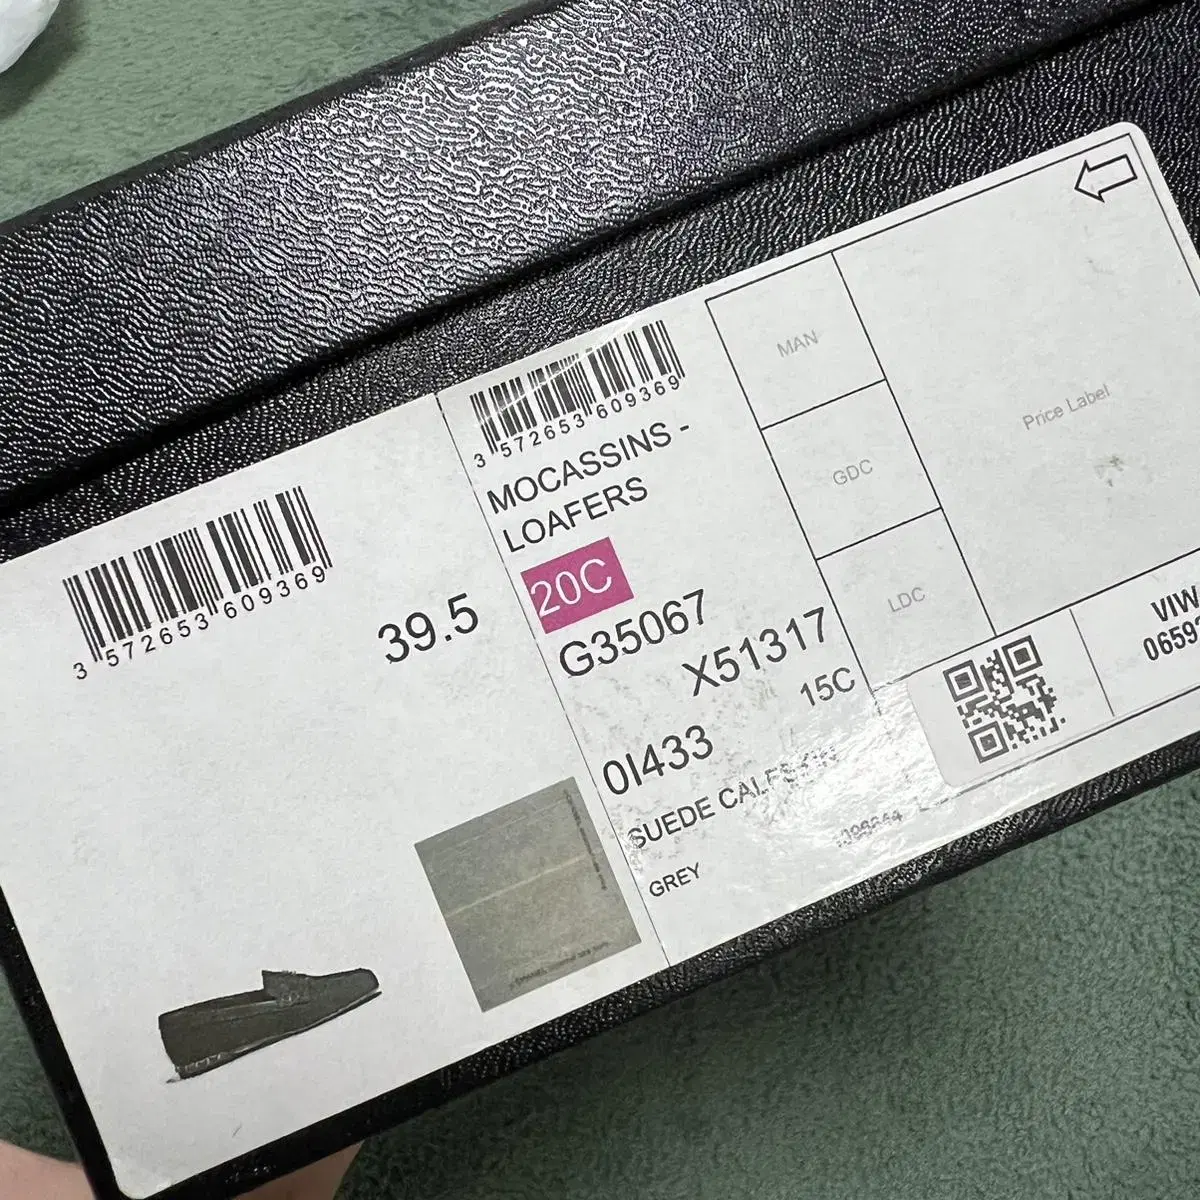 3 572653 609369
39.5
3 572653 609369
MOCASSINS -
LOAFERS
20C
G35067
X51317
15C
0I433
SUEDE CALFSKIN
GREY
MAN
GDC
LDC
Price Label
VIW
0659